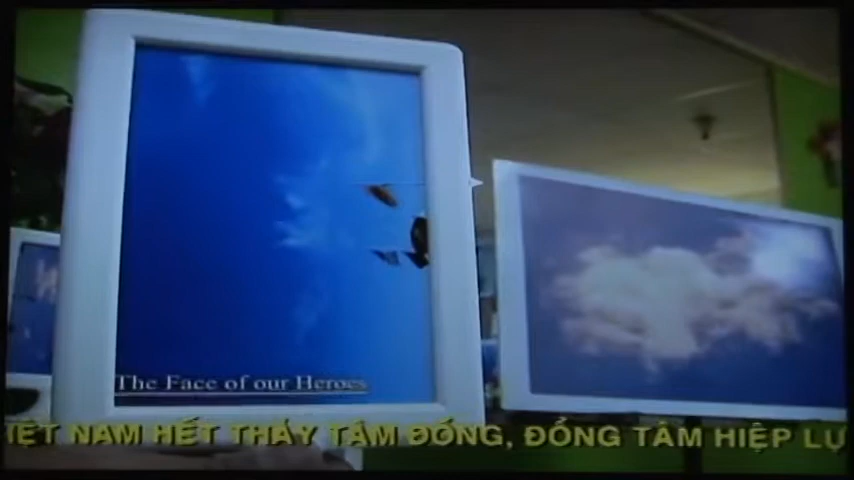 The Face of our Heroes
IỆT NAM HẾT THẢY TÂM ĐỒNG, ĐỒNG TÂM HIỆP LỰ